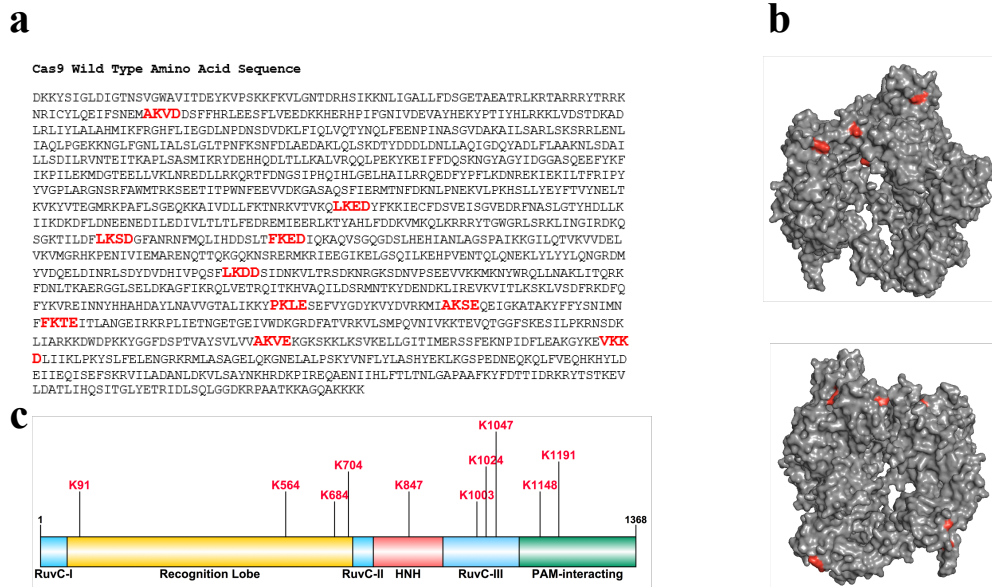 a
b
Cas9 Wild Type Amino Acid Sequence
DKKYSIGLDIGTNSVGWAVITDEYKVPSKKFKVLGNTDRHSIKKNLIGALLFDSGETAEATRLKRTARRRYTRRK
NRICYLQEIFSNEMAKVDDSFFHRLEESFLVEEDKKHERHPIFGNIVDEVAYHEKYPTIYHLRKKLVDSTDKAD
LRLIYLALAHMIKFRGHFLIEGDLNPDNSDVDKLFIQLVQTYNQLFEENPINASGVDAKAILSARLSKSRRLENL
IAQLPGEKKNGLFGNLIALSLGLTPNFKSNFDLAEDAKLQLSKDTYDDDLDNLLAQIGDQYADLFLAAKNLSDAI
LLSDILRVNTEITKAPLSASMIKRYDEHHQDLTLLKALVRQQLPEKYKEIFFDQSKNGYAGYIDGGASQEEFYKF
IKPILEKMDGTEELLVKLNREDLLRKQRTFDNGSIPHQIHLGELHAILRRQEDFYPFLKDNREKIEKILTFRIPY
YVGPLARGNSRFAWMTRKSEETITPWNFEEVVDKGASAQSFIERMTNFDKNLPNEKVLPKHSLLYEYFTVYNELT
KVKYVTEGMRKPAFLSGEQKKAIVDLLFKTNRKVTVKQLKEDYFKKIECFDSVEISGVEDRFNASLGTYHDLLK
IIKDKDFLDNEENEDILEDIVLTLTLFEDREMIEERLKTYAHLFDDKVMKQLKRRRYTGWGRLSRKLINGIRDKQ
SGKTILDFLKSDGFANRNFMQLIHDDSLTFKEDIQKAQVSGQGDSLHEHIANLAGSPAIKKGILQTVKVVDEL
VKVMGRHKPENIVIEMARENQTTQKGQKNSRERMKRIEEGIKELGSQILKEHPVENTQLQNEKLYLYYLQNGRDM
YVDQELDINRLSDYDVDHIVPQSFLKDDSIDNKVLTRSDKNRGKSDNVPSEEVVKKMKNYWRQLLNAKLITQRK
FDNLTKAERGGLSELDKAGFIKRQLVETRQITKHVAQILDSRMNTKYDENDKLIREVKVITLKSKLVSDFRKDFQ
FYKVREINNYHHAHDAYLNAVVGTALIKKYPKLESEFVYGDYKVYDVRKMIAKSEQEIGKATAKYFFYSNIMN
FFKTEITLANGEIRKRPLIETNGETGEIVWDKGRDFATVRKVLSMPQVNIVKKTEVQTGGFSKESILPKRNSDK
LIARKKDWDPKKYGGFDSPTVAYSVLVVAKVEKGKSKKLKSVKELLGITIMERSSFEKNPIDFLEAKGYKEVKK
DLIIKLPKYSLFELENGRKRMLASAGELQKGNELALPSKYVNFLYLASHYEKLKGSPEDNEQKQLFVEQHKHYLD
EIIEQISEFSKRVILADANLDKVLSAYNKHRDKPIREQAENIIHLFTLTNLGAPAAFKYFDTTIDRKRYTSTKEV
LDATLIHQSITGLYETRIDLSQLGGDKRPAATKKAGQAKKKK
c
K1047
K704
K1024
K1191
K91
K564
K684
K847
K1003
K1148
1
1368
RuvC-I
Recognition Lobe
RuvC-II
HNH
RuvC-III
PAM-interacting